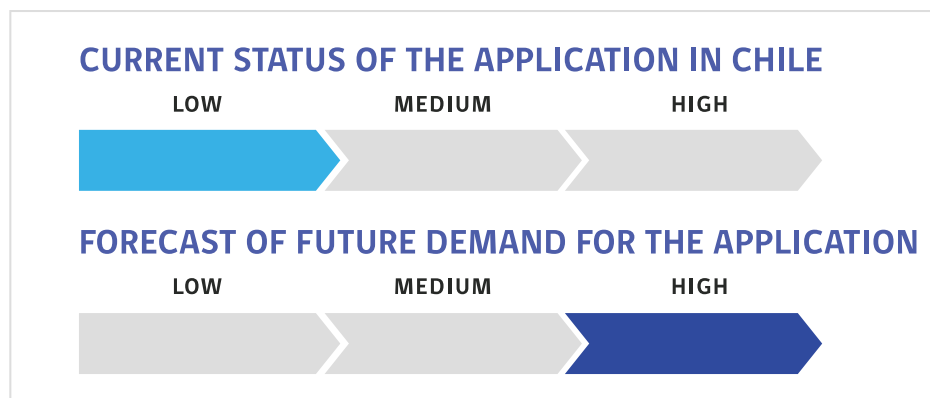 CURRENT STATUS OF THE APPLICATION IN CHILE
LOW MEDIUM HIGH
FORECAST OF FUTURE DEMAND FOR THE APPLICATION
LOW MEDIUM HIGH